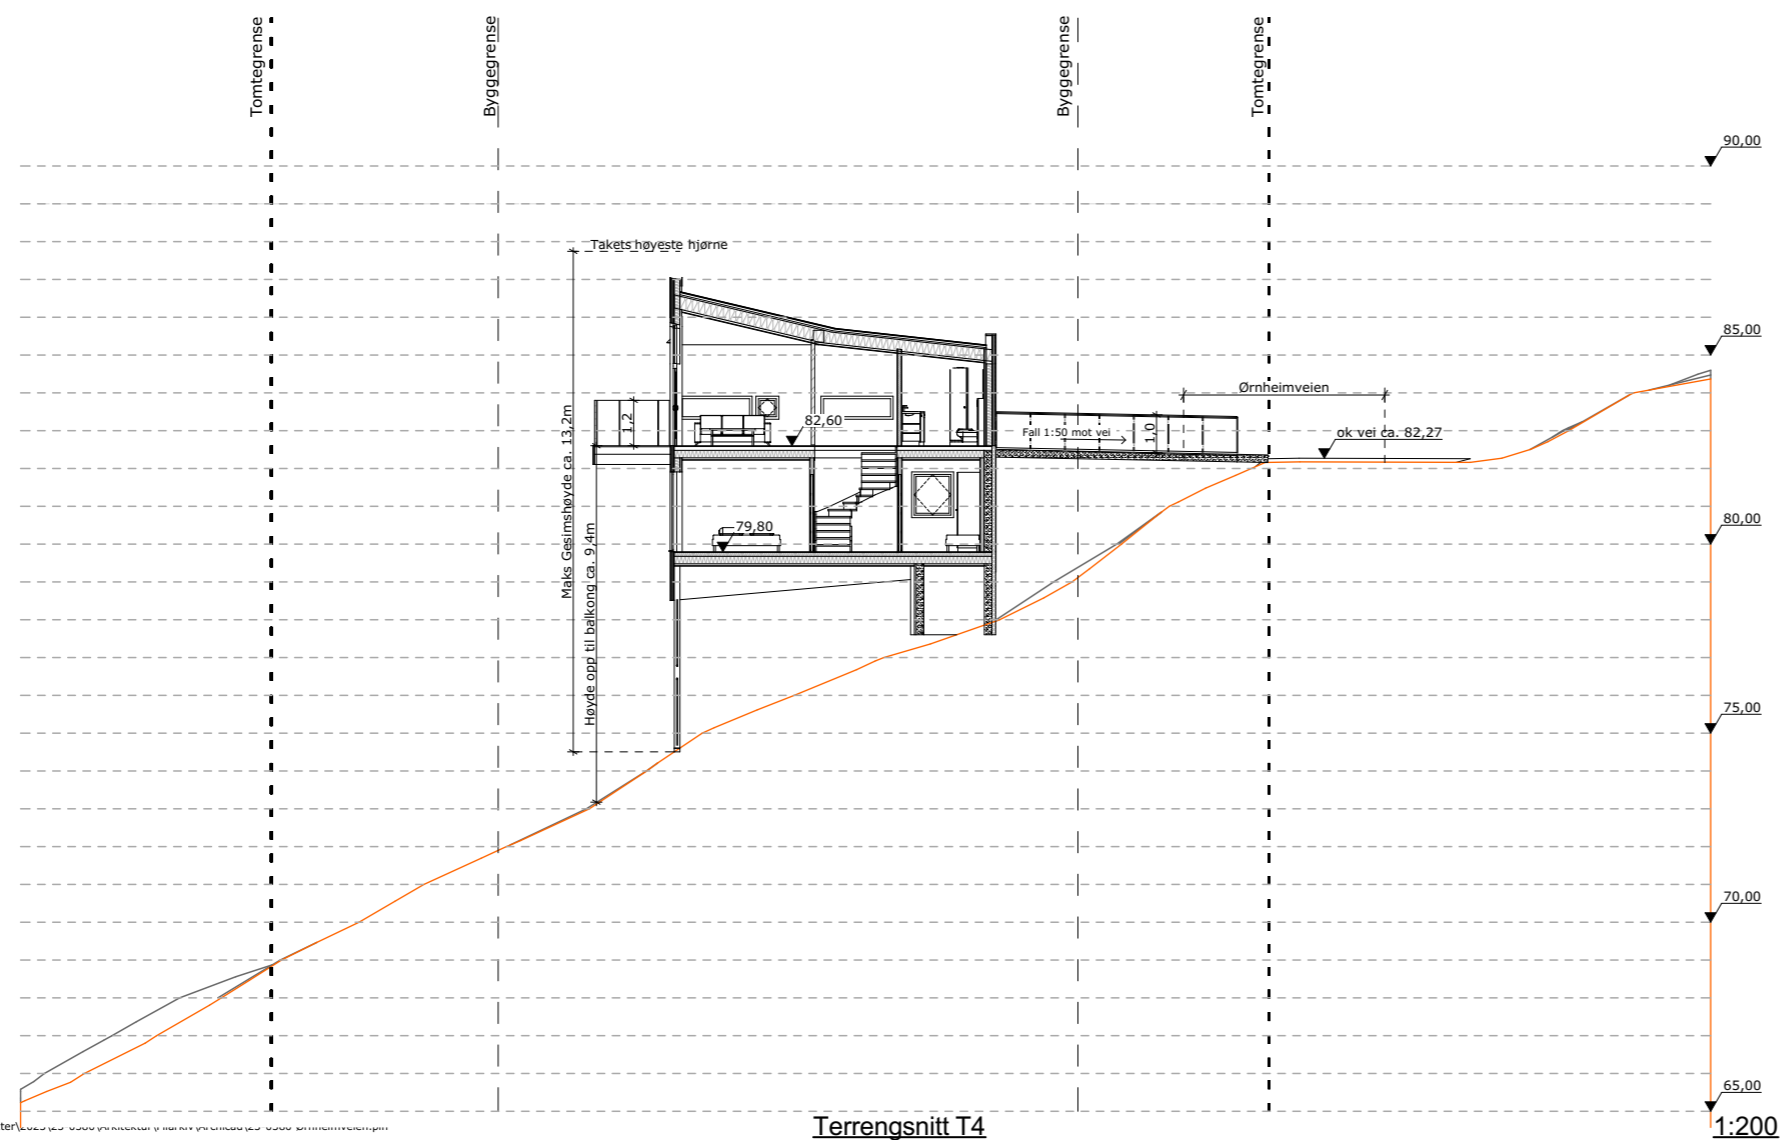 Tomtegrense
Byggegrense
Byggegrense
Tomtegrense
90,00
Takets høyeste hjørne
85,00
Ørnheimveien
1,2
82,60
Fall 1:50 mot vei
1,0
ok vei ca. 82,27
Maks Gesimshøyde ca. 13,2m
Høyde opp til balkong ca. 9,4m
79,80
80,00
75,00
70,00
65,00
Terrengsnitt T4
1:200